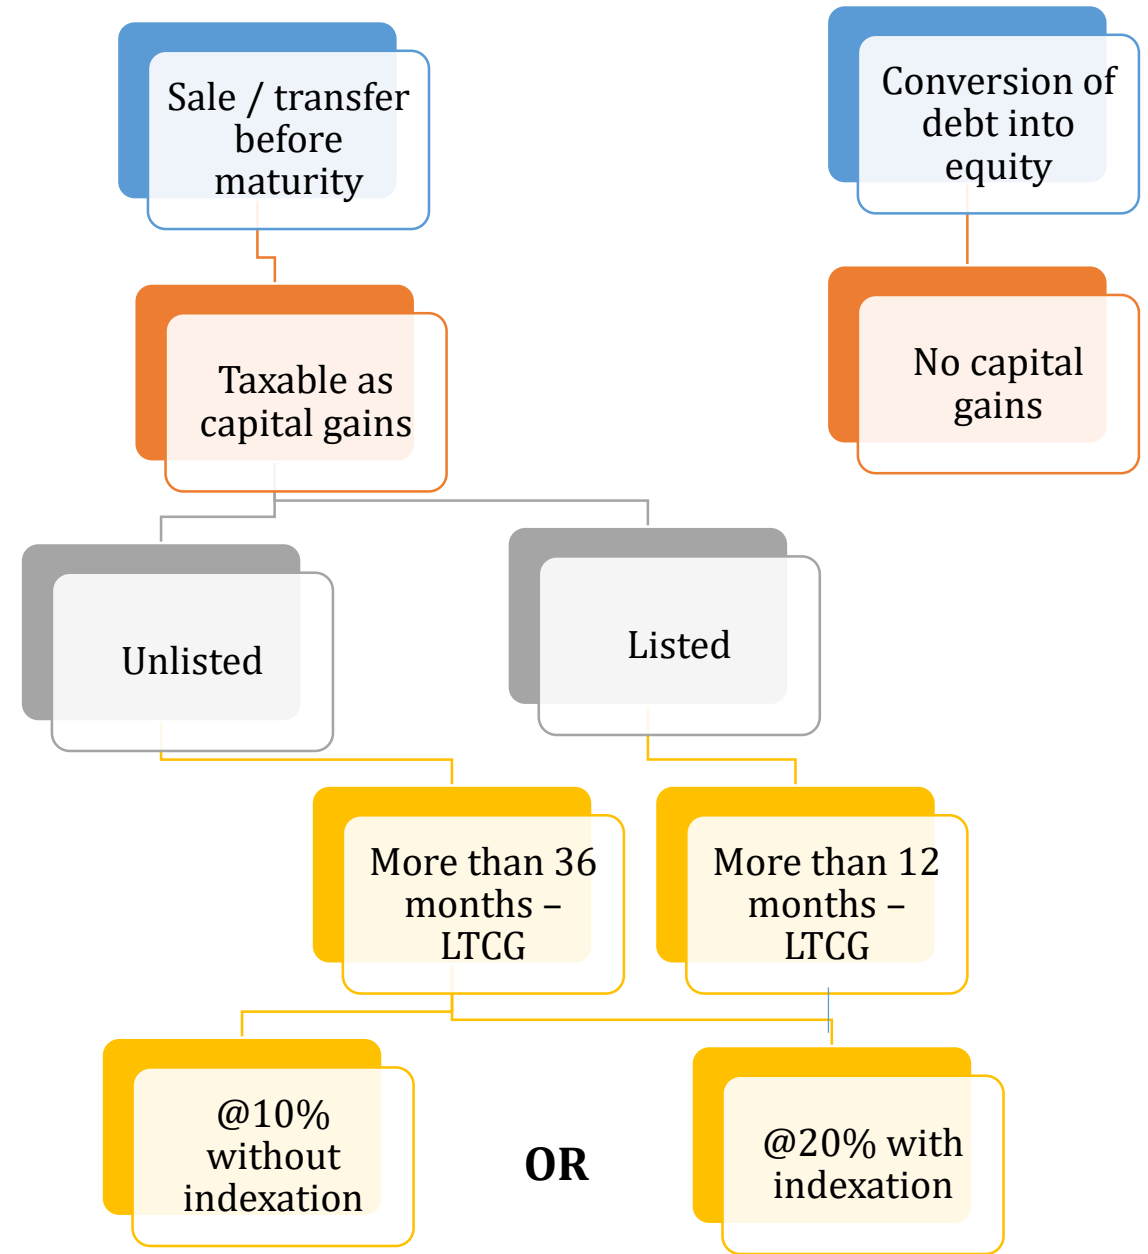 Sale / transfer
before
maturity
Conversion of
debt into
equity
Taxable as
capital gains
No capital
gains
Unlisted
Listed
More than 36
months –
LTCG
More than 12
months –
LTCG
@10%
without
indexation
OR
@20% with
indexation